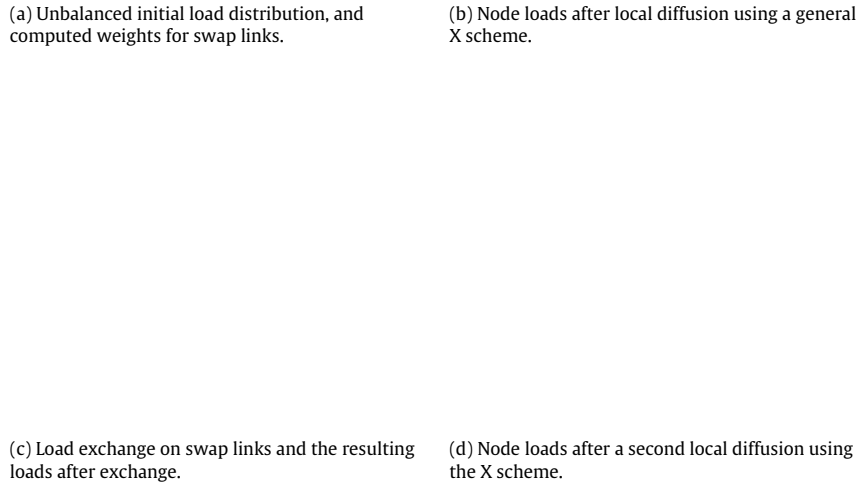 (a) Unbalanced initial load distribution, and
computed weights for swap links.
(b) Node loads after local diffusion using a general
X scheme.
(c) Load exchange on swap links and the resulting
loads after exchange.
(d) Node loads after a second local diffusion using
the X scheme.